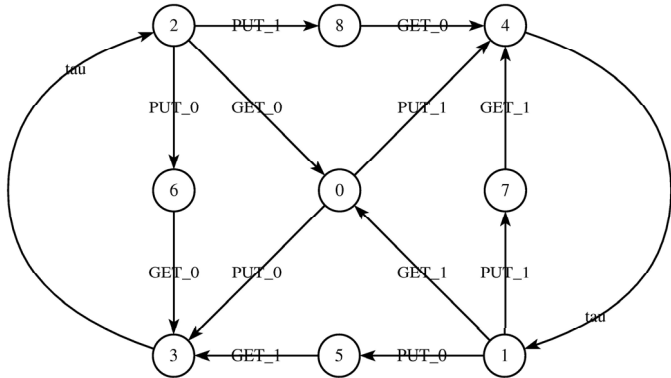 2 PUT_1 8 GET_0 4
tau
PUT_0 GET_0 PUT_1 GET_1
6 0 7
GET_0 PUT_0 GET_1 PUT_1
tau
3 GET_1 5 PUT_0 1